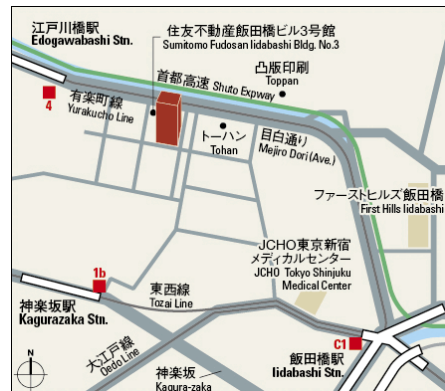 江戸川橋駅
Edogawabashi Stn.
住友不動産飯田橋ビル3号館
Sumitomo Fudosan Iidabashi Bldg. No.3
首都高速 Shuto Expway
凸版印刷
Toppan
4
有楽町線
Yurakucho Line
トーハン
Tohan
目白通り
Mejiro Dori (Ave.)
ファーストヒルズ飯田橋
First Hills Iidabashi
JCHO東京新宿
メディカルセンター
JCHO Tokyo Shinjuku
Medical Center
1b
東西線
Tozai Line
神楽坂駅
Kagurazaka Stn.
C1
大江戸線
Oedo Line
飯田橋駅
Iidabashi Stn.
神楽坂
Kagura-zaka
N